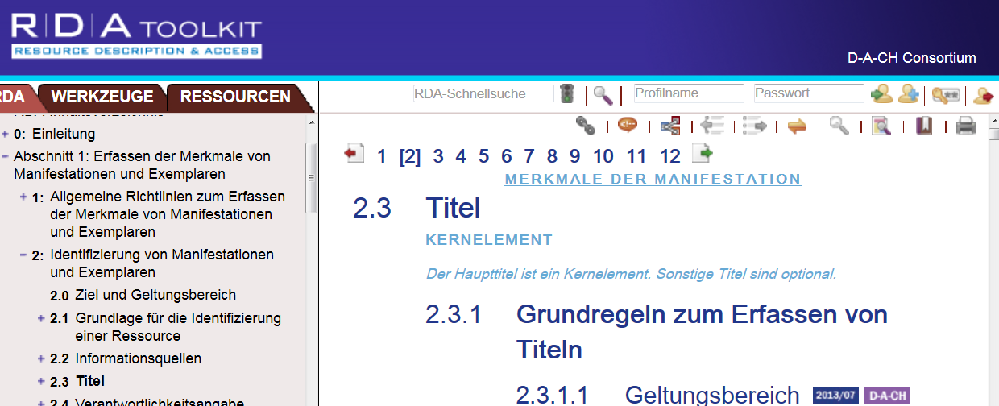 R|D|A TOOLKIT
RESOURCE DESCRIPTION & ACCESS
D-A-CH Consortium
RDA
WERKZEUGE
RESSOURCEN
RDA-Schnellsuche
Profilname
Passwort
0: Einleitung
Abschnitt 1: Erfassen der Merkmale von
Manifestationen und Exemplaren
1: Allgemeine Richtlinien zum Erfassen
der Merkmale von Manifestationen
und Exemplaren
2: Identifizierung von Manifestationen
und Exemplaren
2.0 Ziel und Geltungsbereich
2.1 Grundlage für die Identifizierung
einer Ressource
2.2 Informationsquellen
2.3 Titel
2.4 Verantwortlichkeitsangabe
1 [2] 3 4 5 6 7 8 9 10 11 12
MERKMALE DER MANIFESTATION
2.3 Titel
KERNELEMENT
Der Haupttitel ist ein Kernelement. Sonstige Titel sind optional.
2.3.1 Grundregeln zum Erfassen von
Titeln
2.3.1.1 Geltungsbereich 2013/07 D-A-CH